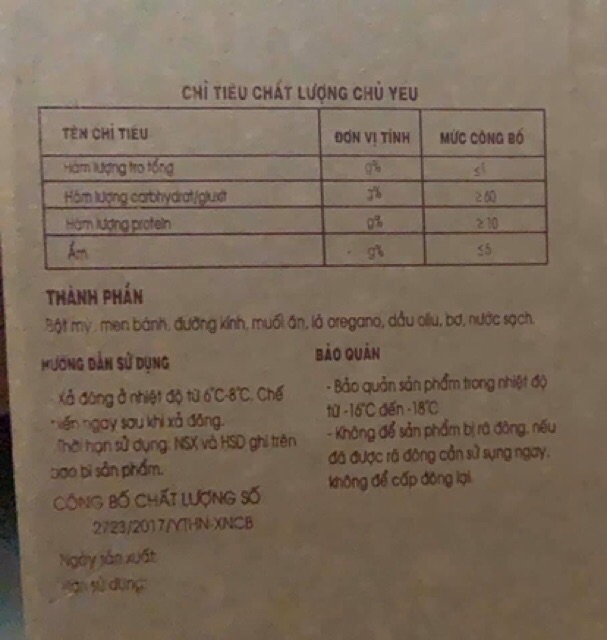 CHỈ TIÊU CHẤT LƯỢNG CHỦ YẾU
TÊN CHỈ TIÊU ĐƠN VỊ TÍNH MỨC CÔNG BỐ
Hàm lượng tro tổng ≤1
Hàm lượng carbhydrat/gluxit ≥60
Hàm lượng protein ≥10
Ẩm ≤5
THÀNH PHẦN
Bột mỳ, men bánh, đường kính, muối ăn, lá oregano, dầu oliu, bơ, nước sạch.
HƯỚNG DẪN SỬ DỤNG
Xả đông ở nhiệt độ từ 6°C-8°C. Chế
biến ngay sau khi xả đông.
Thời hạn sử dụng: NSX và HSD ghi trên
bao bì sản phẩm.
CÔNG BỐ CHẤT LƯỢNG SỐ
2723/2017/YTHN-XNCB
Ngày sản xuất:
Hạn sử dụng:
BẢO QUẢN
- Bảo quản sản phẩm trong nhiệt độ
từ -16°C đến -18°C
- Không để sản phẩm bị rã đông, nếu
đã được rã đông cần sử sụng ngay,
không để cấp đông lại.